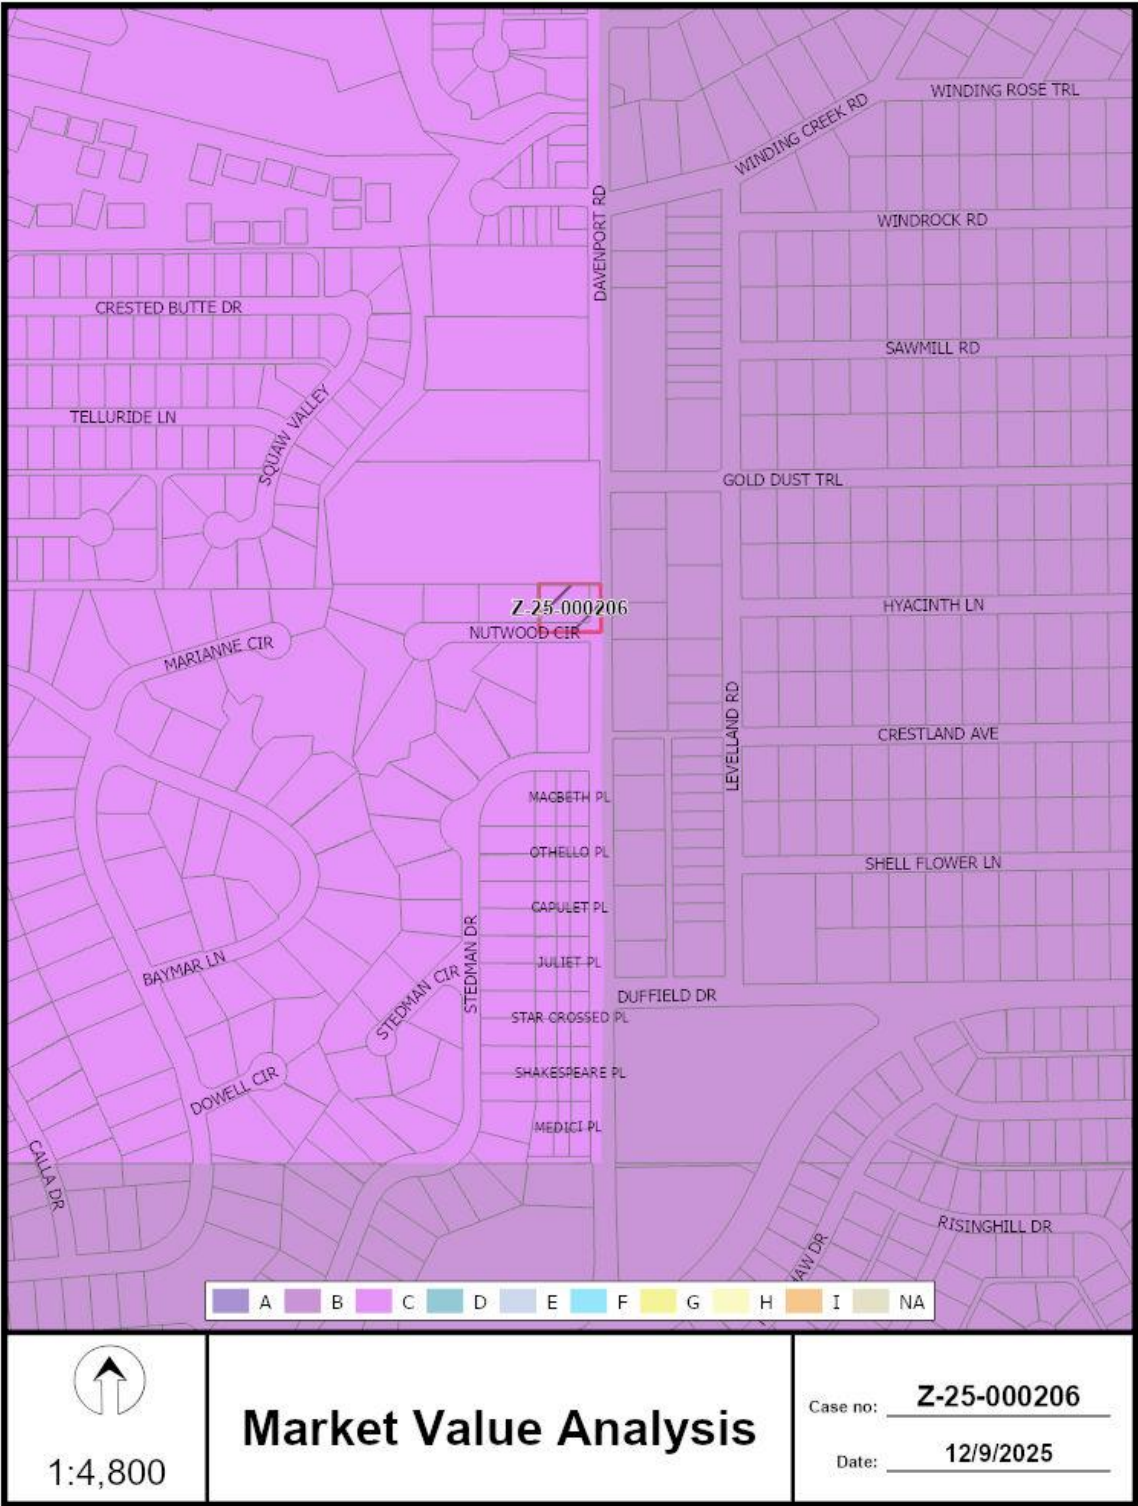 WINDING ROSE TRL
WINDING CREEK RD
WINDROCK RD
DAVENPORT RD
CRESTED BUTTE DR
SAWMILL RD
TELLURIDE LN
SQUAW VALLEY
GOLD DUST TRL
Z-25-000206
HYACINTH LN
NUTWOOD CIR
MARIANNE CIR
LEVELLAND RD
CRESTLAND AVE
MACBETH PL
OTHELLO PL
SHELL FLOWER LN
CAPULET PL
STEDMAN DR
JULIET PL
BAYMAR LN
STEDMAN CIR
DUFFIELD DR
STAR CROSSED PL
SHAKESPEARE PL
DOWELL CIR
MEDICI PL
CALLA DR
RISINGHILL DR
AW DR
A B C D E F G H I NA
1:4,800
Market Value Analysis
Case no: Z-25-000206
Date: 12/9/2025